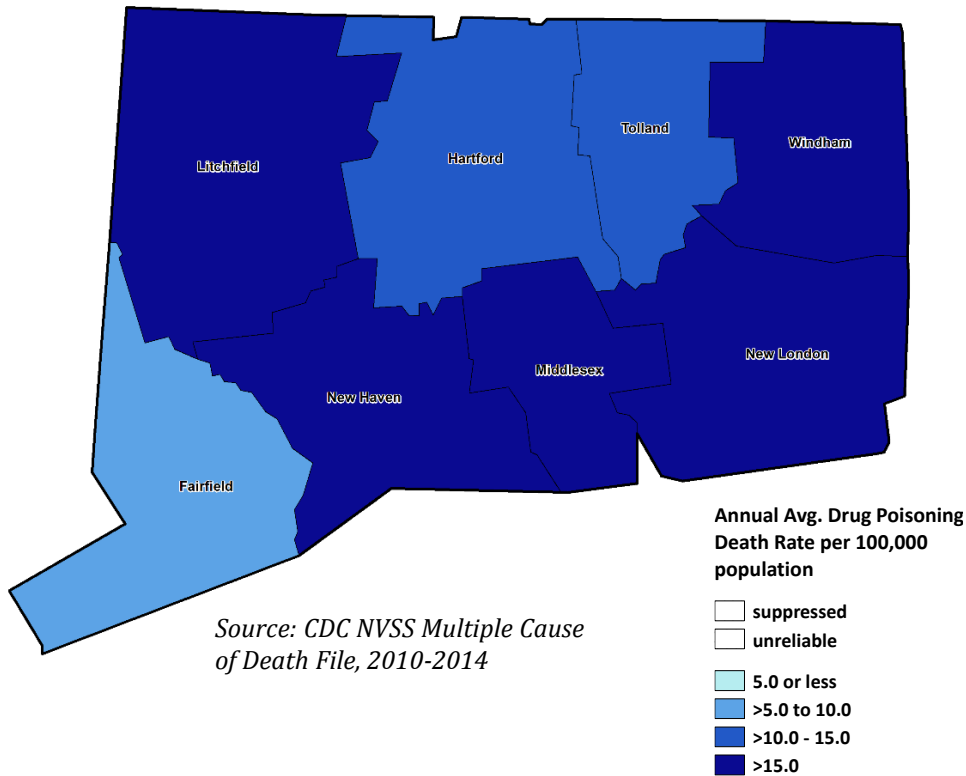 Tolland
Windham
Hartford
Litchfield
New London
Middlesex
New Haven
Fairfield
Annual Avg. Drug Poisoning
Death Rate per 100,000
population
suppressed
unreliable
5.0 or less
>5.0 to 10.0
>10.0 - 15.0
>15.0
Source: CDC NVSS Multiple Cause
of Death File, 2010-2014